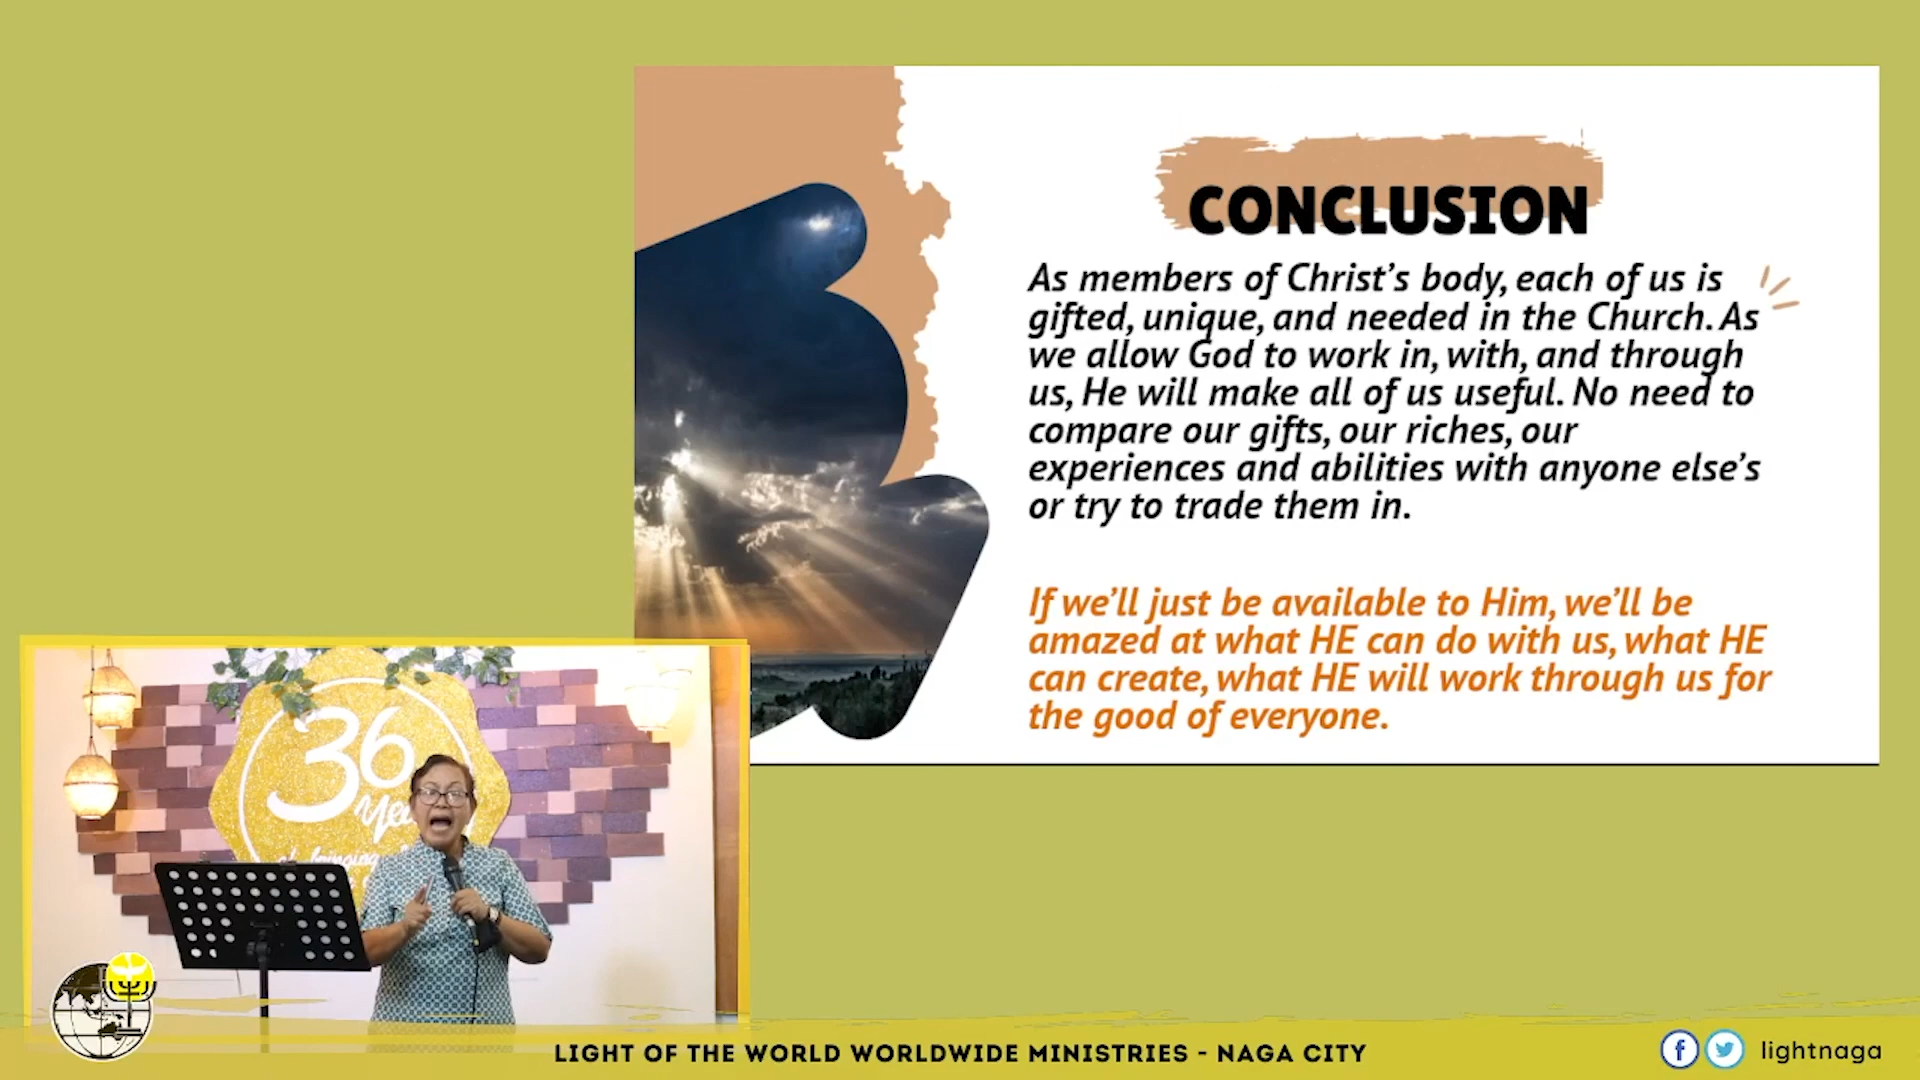 CONCLUSION
As members of Christ's body, each of us is
gifted, unique, and needed in the Church. As
we allow God to work in, with, and through
us, He will make all of us useful. No need to
compare our gifts, our riches, our
experiences and abilities with anyone else's
or try to trade them in.
If we'll just be available to Him, we'll be
amazed at what HE can do with us, what HE
can create, what HE will work through us for
the good of everyone.
36
LIGHT OF THE WORLD WORLDWIDE MINISTRIES - NAGA CITY
lightnaga